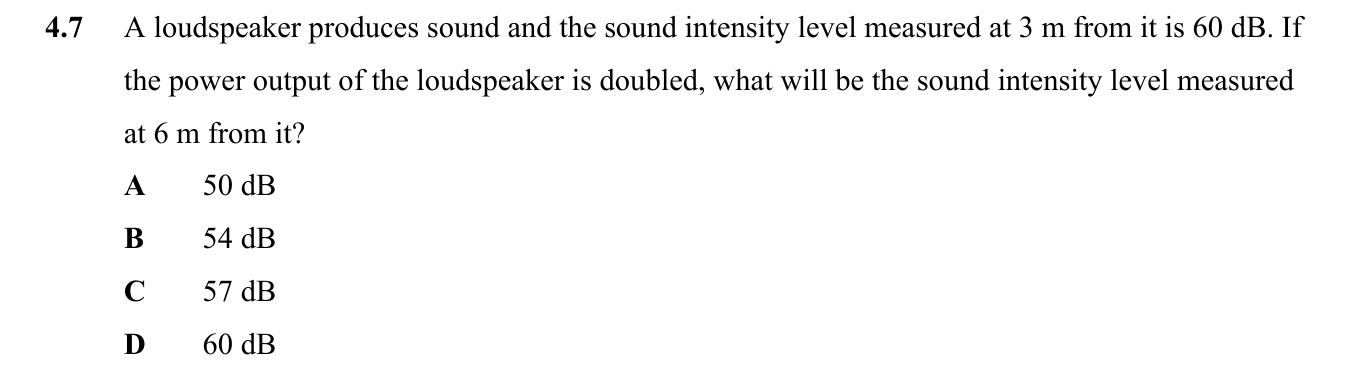 4.7 A loudspeaker produces sound and the sound intensity level measured at 3 m from it is 60 dB. If
the power output of the loudspeaker is doubled, what will be the sound intensity level measured
at 6 m from it?
A 50 dB
B 54 dB
C 57 dB
D 60 dB